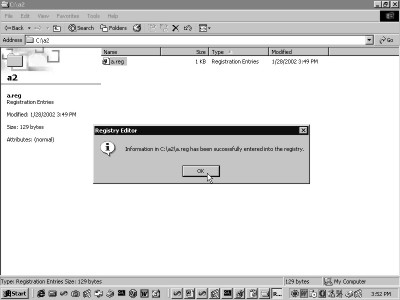 C:\a2
File Edit View Favorites Tools Help
Back Search Folders
Address C:\a2 Go
Name Size Type Modified
a.reg 1 KB Registration Entries 1/28/2002 3:49 PM
a2
a.reg
Registration Entries
Modified: 1/28/2002 3:49 PM
Size: 129 bytes
Attributes: (normal)
Registry Editor
Information in C:\a2\a.reg has been successfully entered into the registry.
OK
Type: Registration Entries Size: 129 bytes 129 bytes My Computer
Start R... 3:52 PM